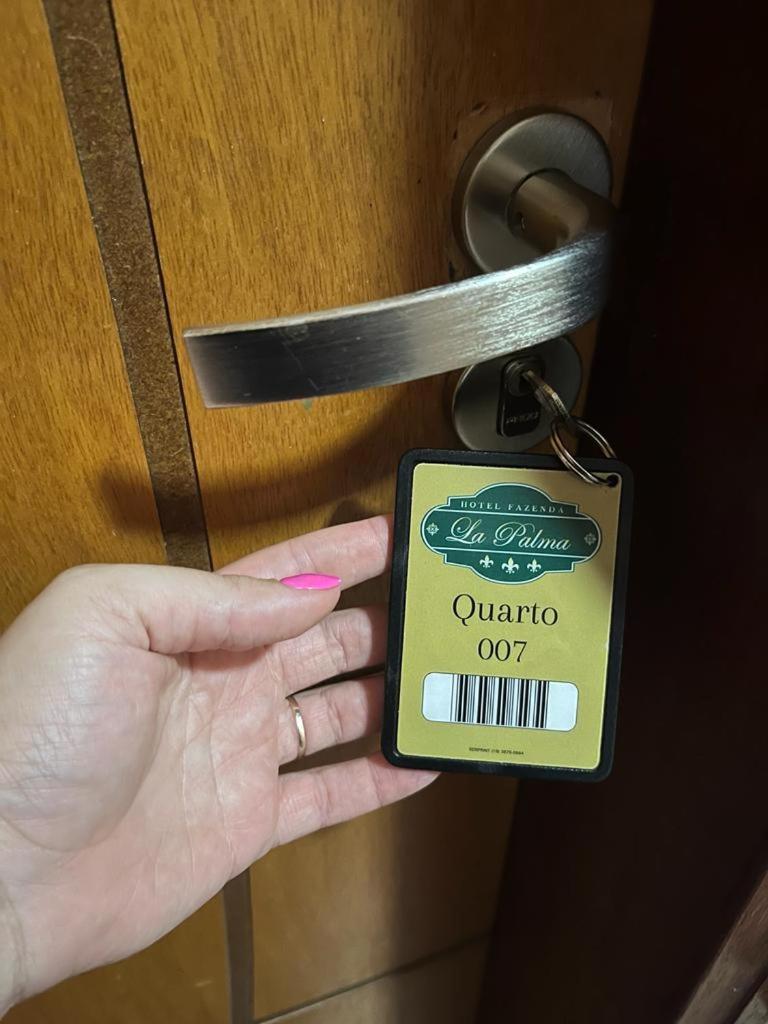 HOTEL FAZENDA
La Palma
Quarto
007